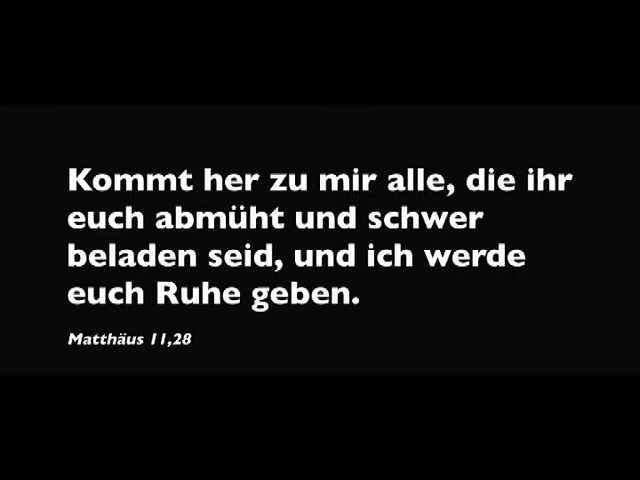 Kommt her zu mir alle, die ihr
euch abmüht und schwer
beladen seid, und ich werde
euch Ruhe geben.
Matthäus 11,28